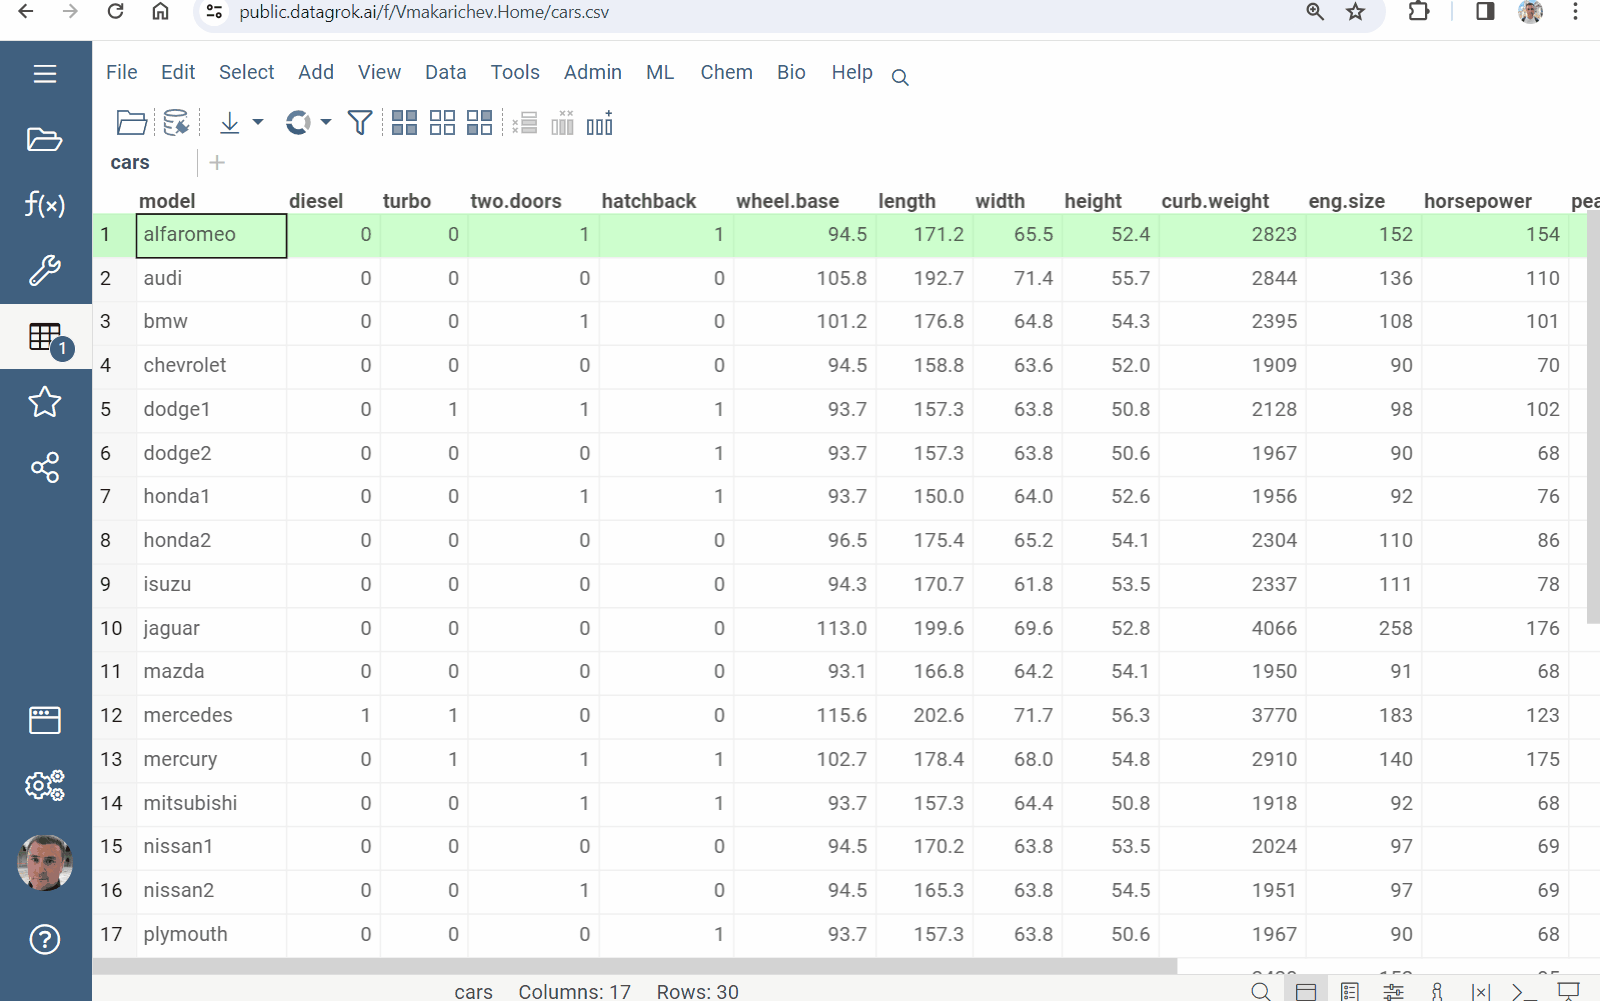 public.datagrok.ai/f/Vmakarichev.Home/cars.csv
File Edit Select Add View Data Tools Admin ML Chem Bio Help
cars
model diesel turbo two.doors hatchback wheel.base length width height curb.weight eng.size horsepower pea
1 alfaromeo 0 0 1 1 94.5 171.2 65.5 52.4 2823 152 154
2 audi 0 0 0 0 105.8 192.7 71.4 55.7 2844 136 110
3 bmw 0 0 1 0 101.2 176.8 64.8 54.3 2395 108 101
4 chevrolet 0 0 0 0 94.5 158.8 63.6 52.0 1909 90 70
5 dodge1 0 1 1 1 93.7 157.3 63.8 50.8 2128 98 102
6 dodge2 0 0 0 1 93.7 157.3 63.8 50.6 1967 90 68
7 honda1 0 0 1 1 93.7 150.0 64.0 52.6 1956 92 76
8 honda2 0 0 0 0 96.5 175.4 65.2 54.1 2304 110 86
9 isuzu 0 0 0 0 94.3 170.7 61.8 53.5 2337 111 78
10 jaguar 0 0 0 0 113.0 199.6 69.6 52.8 4066 258 176
11 mazda 0 0 0 0 93.1 166.8 64.2 54.1 1950 91 68
12 mercedes 1 1 0 0 115.6 202.6 71.7 56.3 3770 183 123
13 mercury 0 1 1 1 102.7 178.4 68.0 54.8 2910 140 175
14 mitsubishi 0 0 1 1 93.7 157.3 64.4 50.8 1918 92 68
15 nissan1 0 0 0 0 94.5 170.2 63.8 53.5 2024 97 69
16 nissan2 0 0 1 0 94.5 165.3 63.8 54.5 1951 97 69
17 plymouth 0 0 0 1 93.7 157.3 63.8 50.6 1967 90 68
f(x)
1
cars Columns: 17 Rows: 30